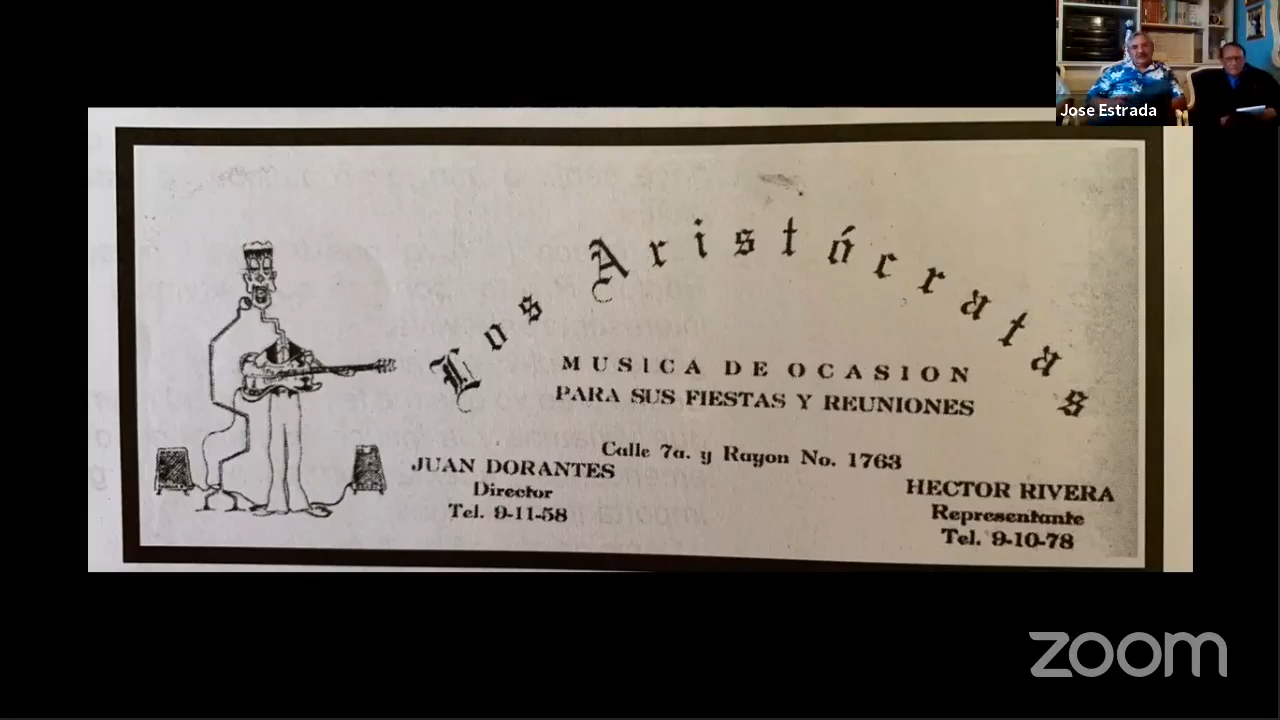 Jose Estrada
Los Aristócratas
MUSICA DE OCASION
PARA SUS FIESTAS Y REUNIONES
Calle 7a. y Rayon No. 1763
JUAN DORANTES
Director
Tel. 9-11-58
HECTOR RIVERA
Representante
Tel. 9-10-78
zoom